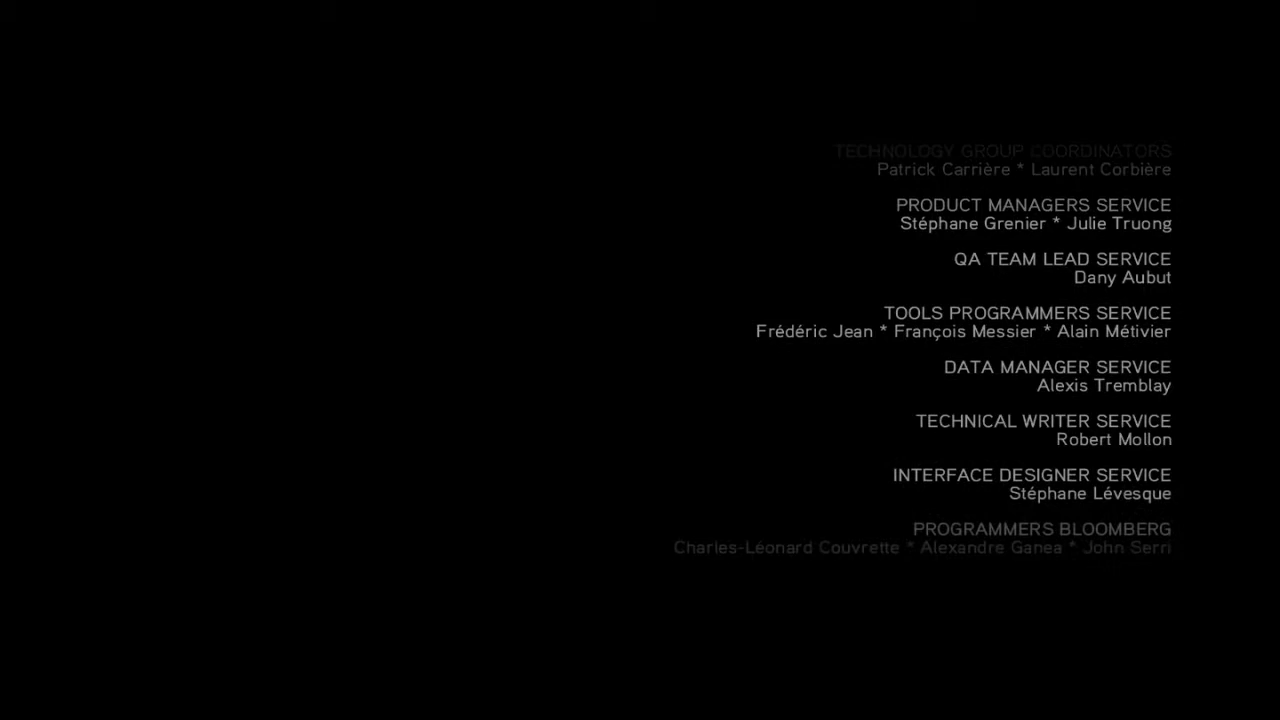 TECHNOLOGY GROUP COORDINATORS
Patrick Carrière * Laurent Corbière
PRODUCT MANAGERS SERVICE
Stéphane Grenier * Julie Truong
QA TEAM LEAD SERVICE
Dany Aubut
TOOLS PROGRAMMERS SERVICE
Frédéric Jean * François Messier * Alain Métivier
DATA MANAGER SERVICE
Alexis Tremblay
TECHNICAL WRITER SERVICE
Robert Mollon
INTERFACE DESIGNER SERVICE
Stéphane Lévesque
PROGRAMMERS BLOOMBERG
Charles-Léonard Couvrette * Alexandre Ganea * John Serri